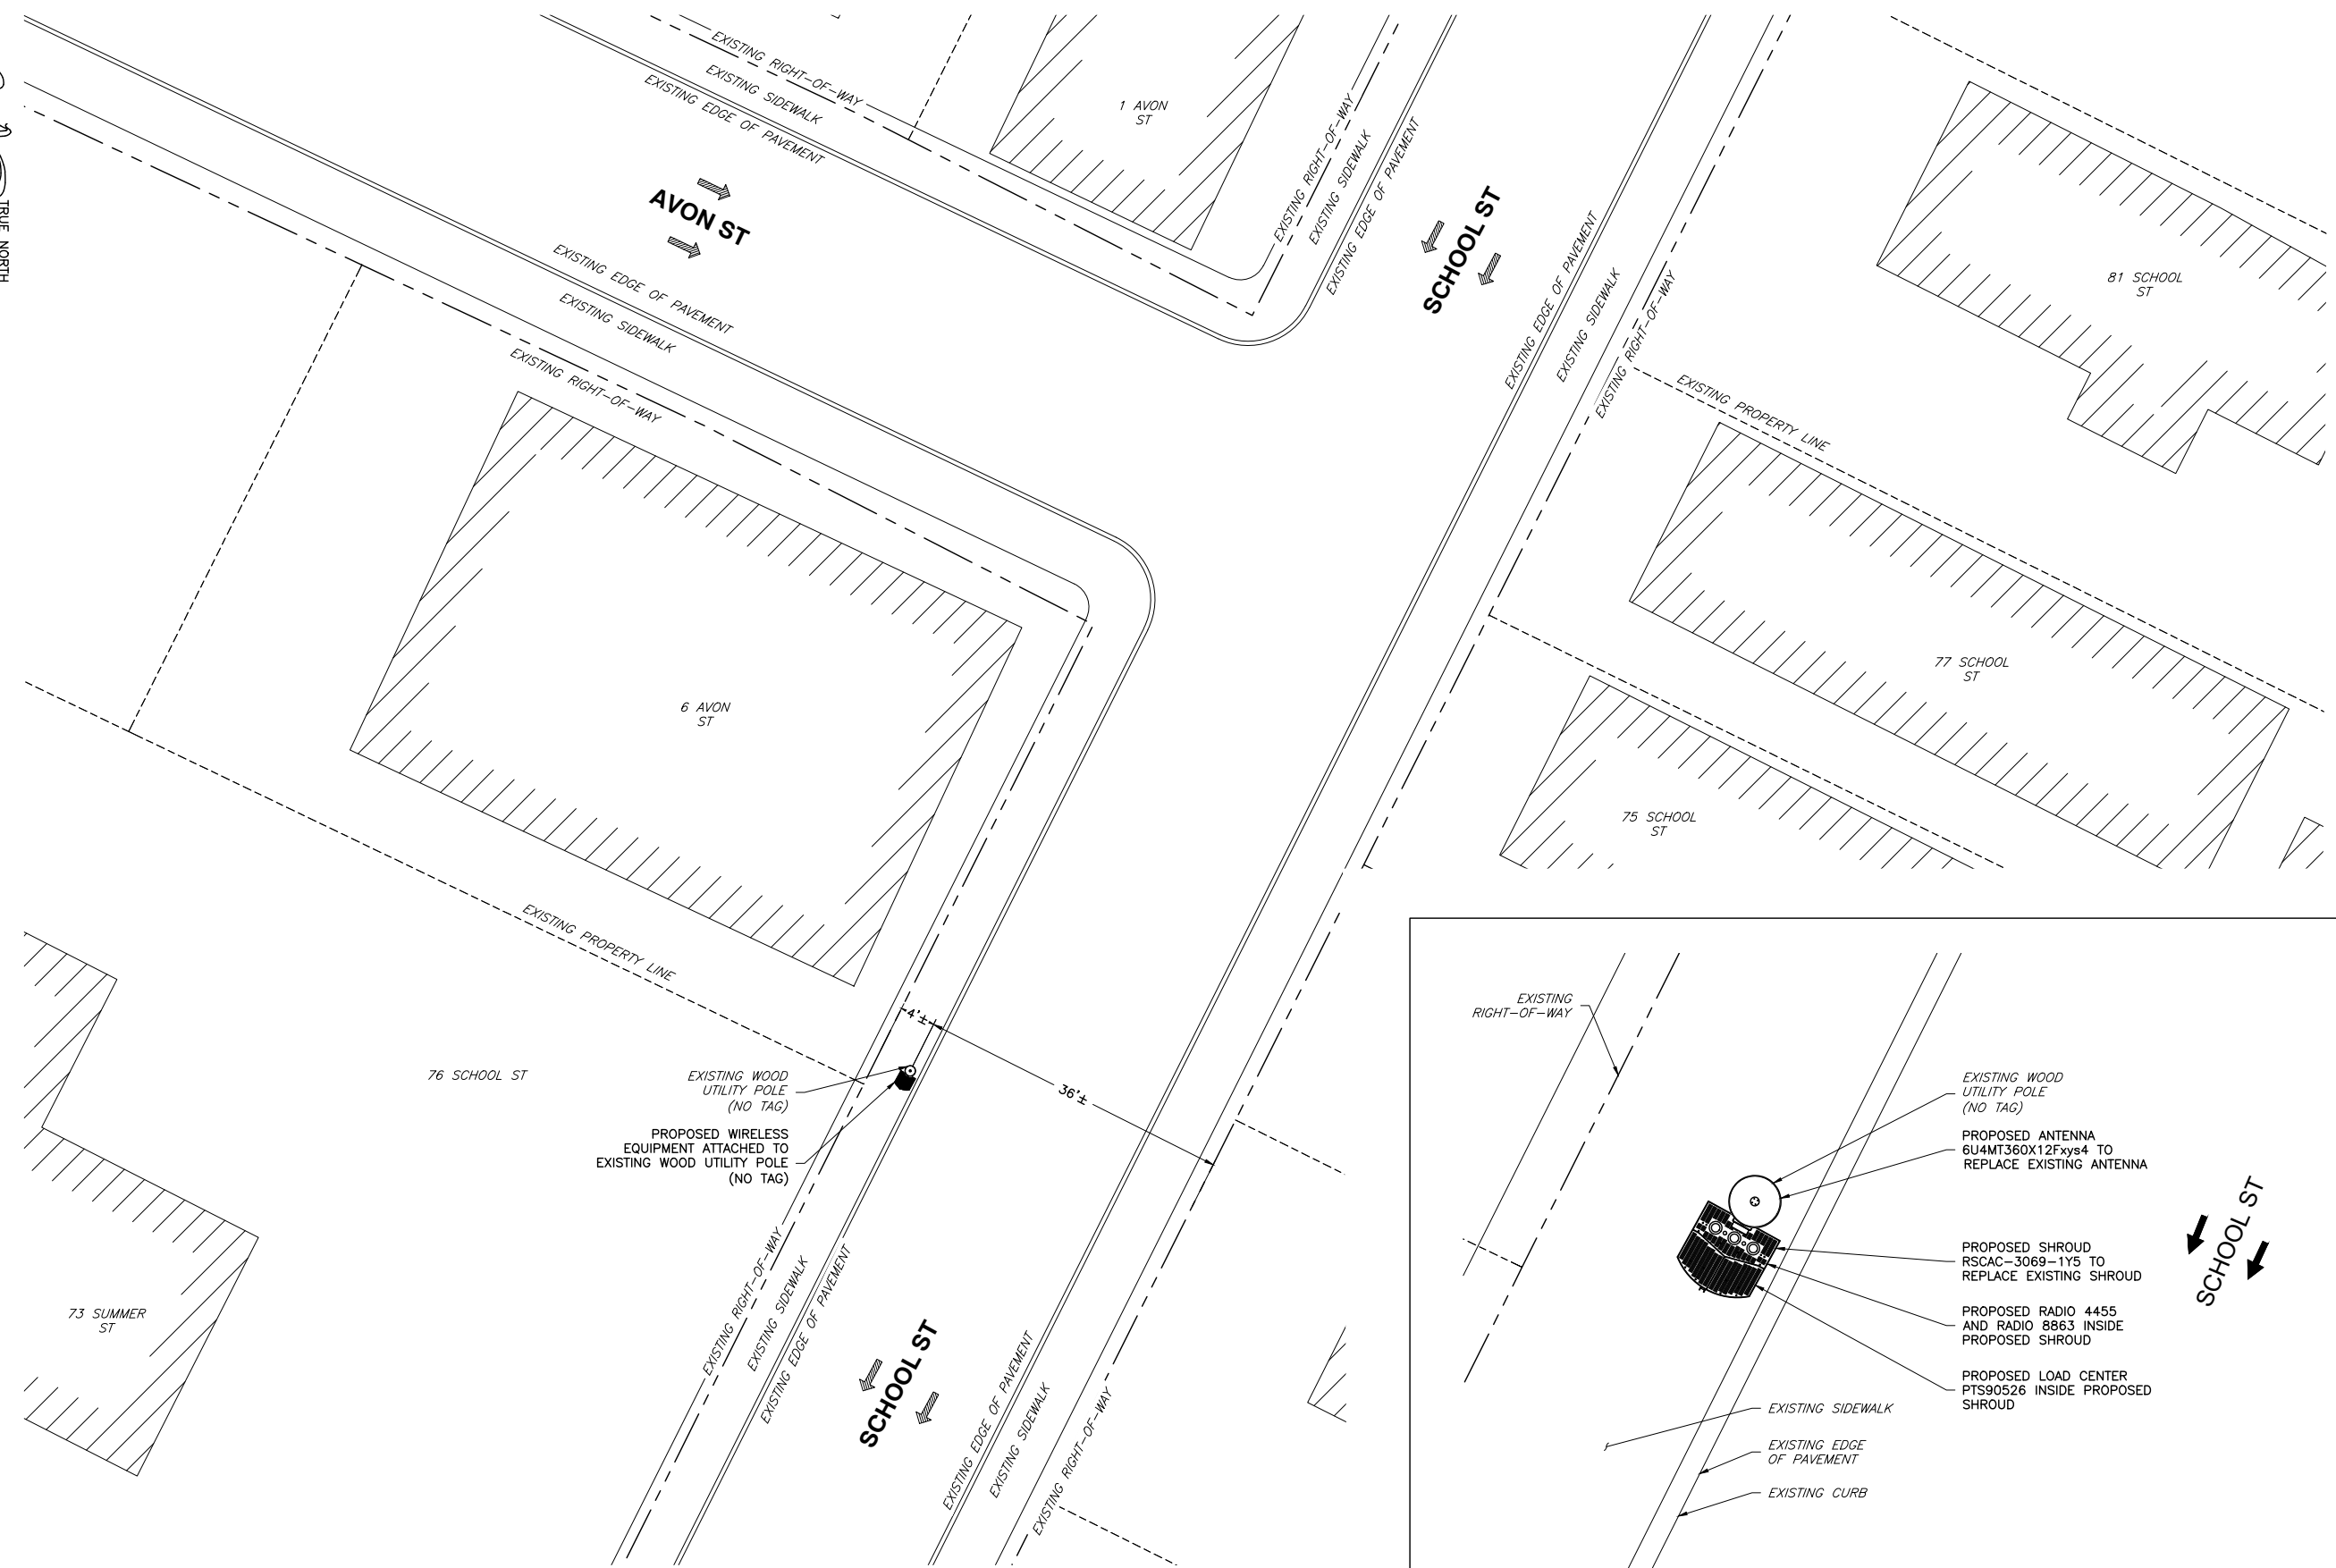 TRUE NORTH
EXISTING RIGHT-OF-WAY
EXISTING SIDEWALK
EXISTING EDGE OF PAVEMENT
1 AVON
ST
EXISTING RIGHT-OF-WAY
EXISTING SIDEWALK
EXISTING EDGE OF PAVEMENT
AVON ST
SCHOOL ST
EXISTING EDGE OF PAVEMENT
EXISTING SIDEWALK
EXISTING RIGHT-OF-WAY
EXISTING EDGE OF PAVEMENT
EXISTING SIDEWALK
EXISTING RIGHT-OF-WAY
81 SCHOOL
ST
EXISTING PROPERTY LINE
77 SCHOOL
ST
75 SCHOOL
ST
6 AVON
ST
EXISTING PROPERTY LINE
4'±
36'±
76 SCHOOL ST
EXISTING WOOD
UTILITY POLE
(NO TAG)
PROPOSED WIRELESS
EQUIPMENT ATTACHED TO
EXISTING WOOD UTILITY POLE
(NO TAG)
73 SUMMER
ST
EXISTING RIGHT-OF-WAY
EXISTING SIDEWALK
EXISTING EDGE OF PAVEMENT
SCHOOL ST
EXISTING EDGE OF PAVEMENT
EXISTING SIDEWALK
EXISTING RIGHT-OF-WAY
EXISTING
RIGHT-OF-WAY
EXISTING WOOD
UTILITY POLE
(NO TAG)
PROPOSED ANTENNA
6U4MT360X12Fxys4 TO
REPLACE EXISTING ANTENNA
PROPOSED SHROUD
RSCAC-3069-1Y5 TO
REPLACE EXISTING SHROUD
PROPOSED RADIO 4455
AND RADIO 8863 INSIDE
PROPOSED SHROUD
PROPOSED LOAD CENTER
PTS90526 INSIDE PROPOSED
SHROUD
SCHOOL ST
EXISTING SIDEWALK
EXISTING EDGE
OF PAVEMENT
EXISTING CURB